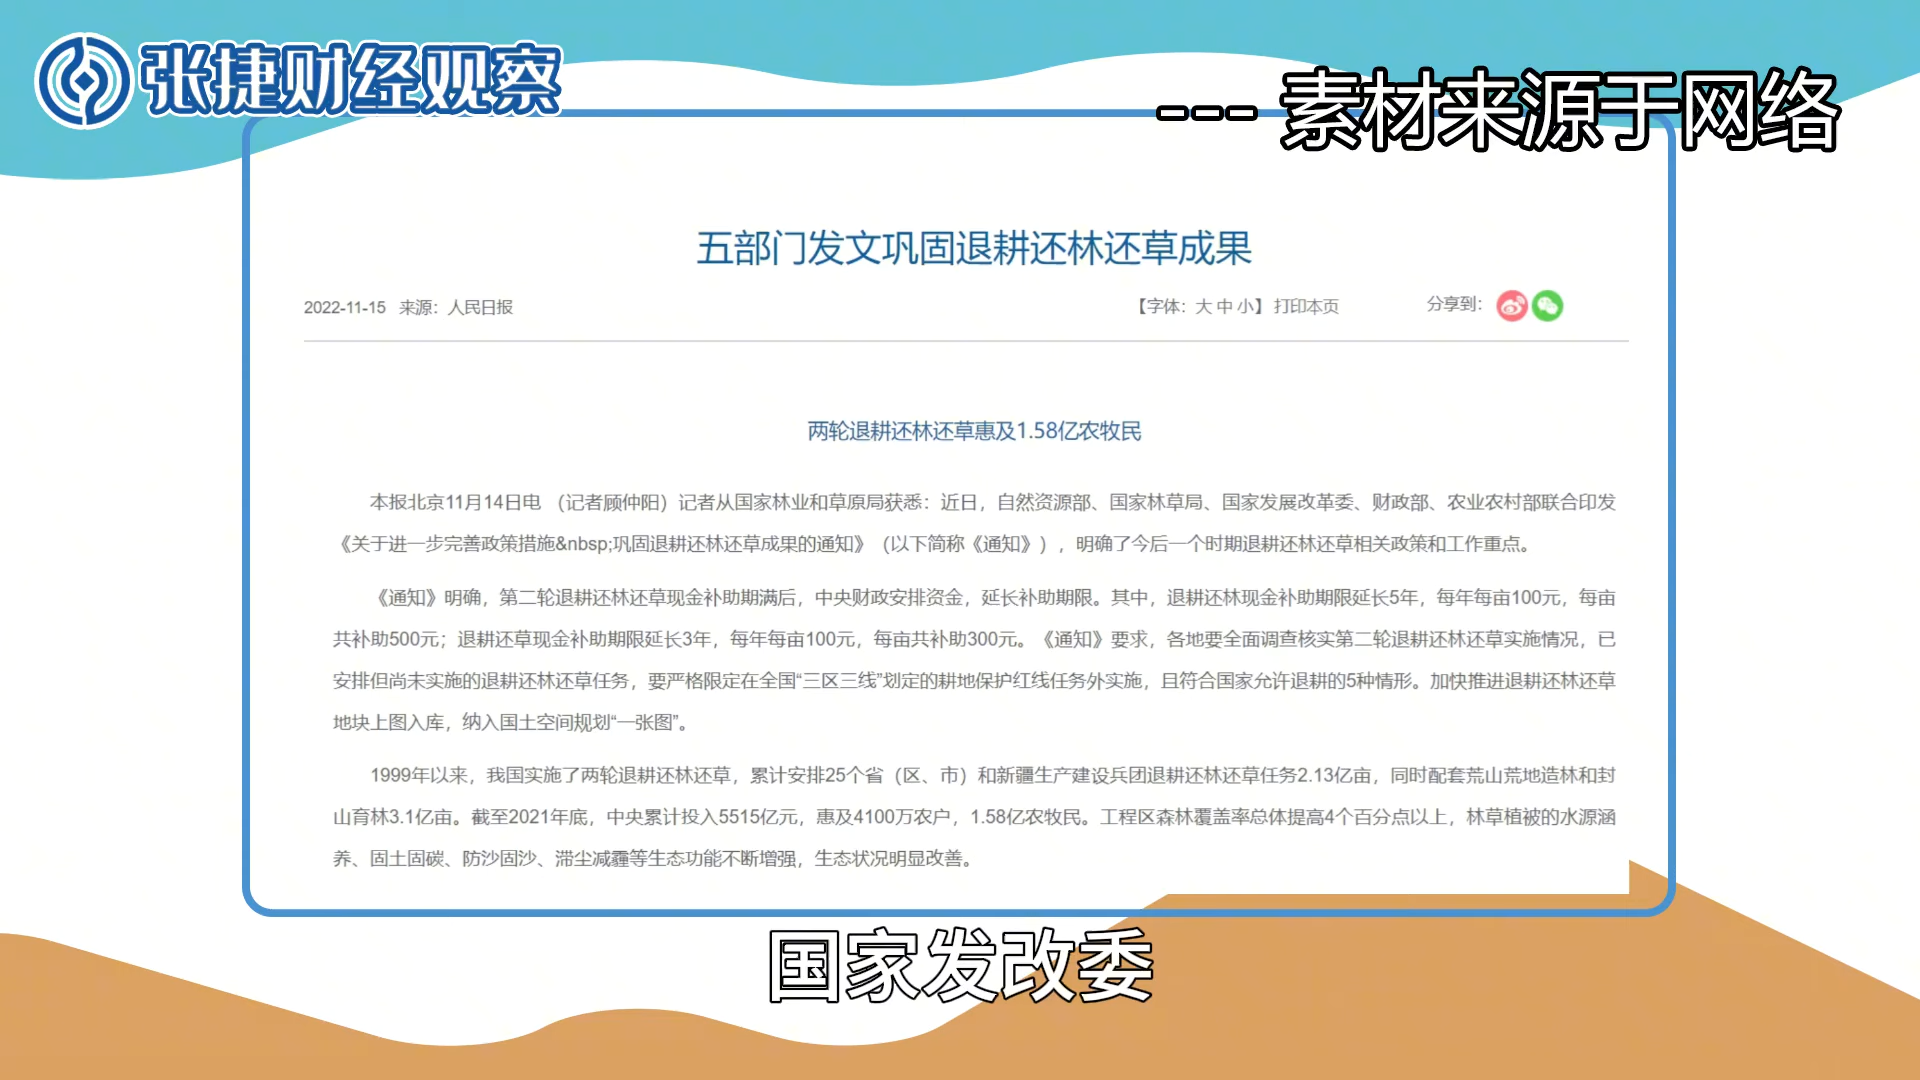 张捷财经观察
--- 素材来源于网络
五部门发文巩固退耕还林还草成果
2022-11-15 来源：人民日报
【字体：大 中 小】打印本页
分享到：
两轮退耕还林还草惠及1.58亿农牧民
本报北京11月14日电 （记者顾仲阳）记者从国家林业和草原局获悉：近日，自然资源部、国家林草局、国家发展改革委、财政部、农业农村部联合印发
《关于进一步完善政策措施&nbsp;巩固退耕还林还草成果的通知》（以下简称《通知》），明确了今后一个时期退耕还林还草相关政策和工作重点。
《通知》明确，第二轮退耕还林还草现金补助期满后，中央财政安排资金，延长补助期限。其中，退耕还林现金补助期限延长5年，每年每亩100元，每亩
共补助500元；退耕还草现金补助期限延长3年，每年每亩100元，每亩共补助300元。《通知》要求，各地要全面调查核实第二轮退耕还林还草实施情况，已
安排但尚未实施的退耕还林还草任务，要严格限定在全国“三区三线”划定的耕地保护红线任务外实施，且符合国家允许退耕的5种情形。加快推进退耕还林还草
地块上图入库，纳入国土空间规划“一张图”。
1999年以来，我国实施了两轮退耕还林还草，累计安排25个省（区、市）和新疆生产建设兵团退耕还林还草任务2.13亿亩，同时配套荒山荒地造林和封
山育林3.1亿亩。截至2021年底，中央累计投入5515亿元，惠及4100万农户，1.58亿农牧民。工程区森林覆盖率总体提高4个百分点以上，林草植被的水源涵
养、固土固碳、防沙固沙、滞尘减霾等生态功能不断增强，生态状况明显改善。
国家发改委